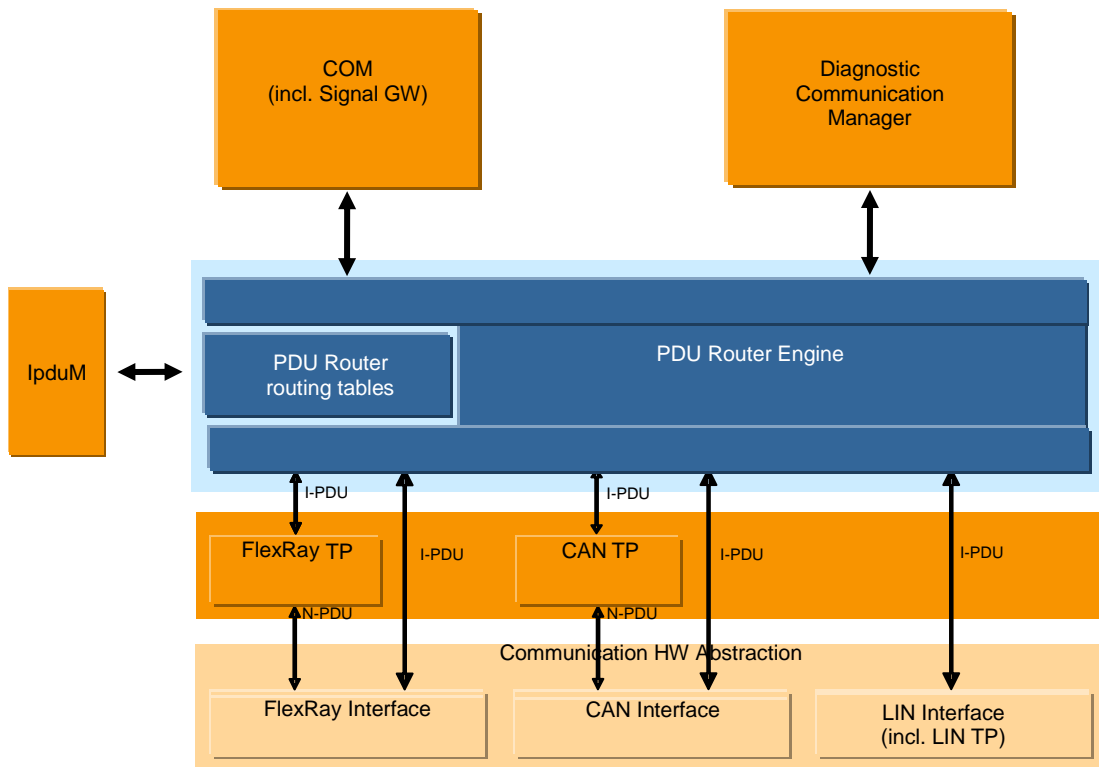 COM
(incl. Signal GW)
Diagnostic
Communication
Manager
IpduM
PDU Router
routing tables
PDU Router Engine
I-PDU
I-PDU
FlexRay TP
I-PDU
CAN TP
I-PDU
I-PDU
N-PDU
N-PDU
Communication HW Abstraction
FlexRay Interface
CAN Interface
LIN Interface
(incl. LIN TP)